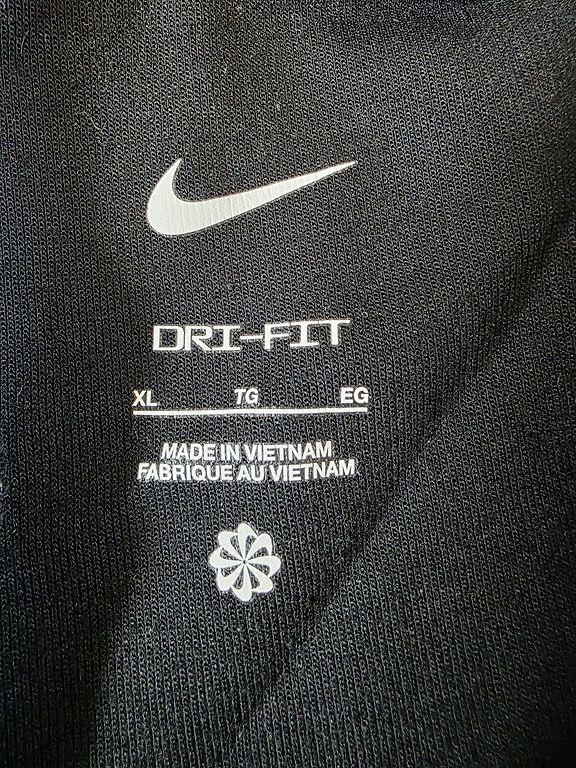 DRI-FIT
XL TG EG
MADE IN VIETNAM
FABRIQUE AU VIETNAM